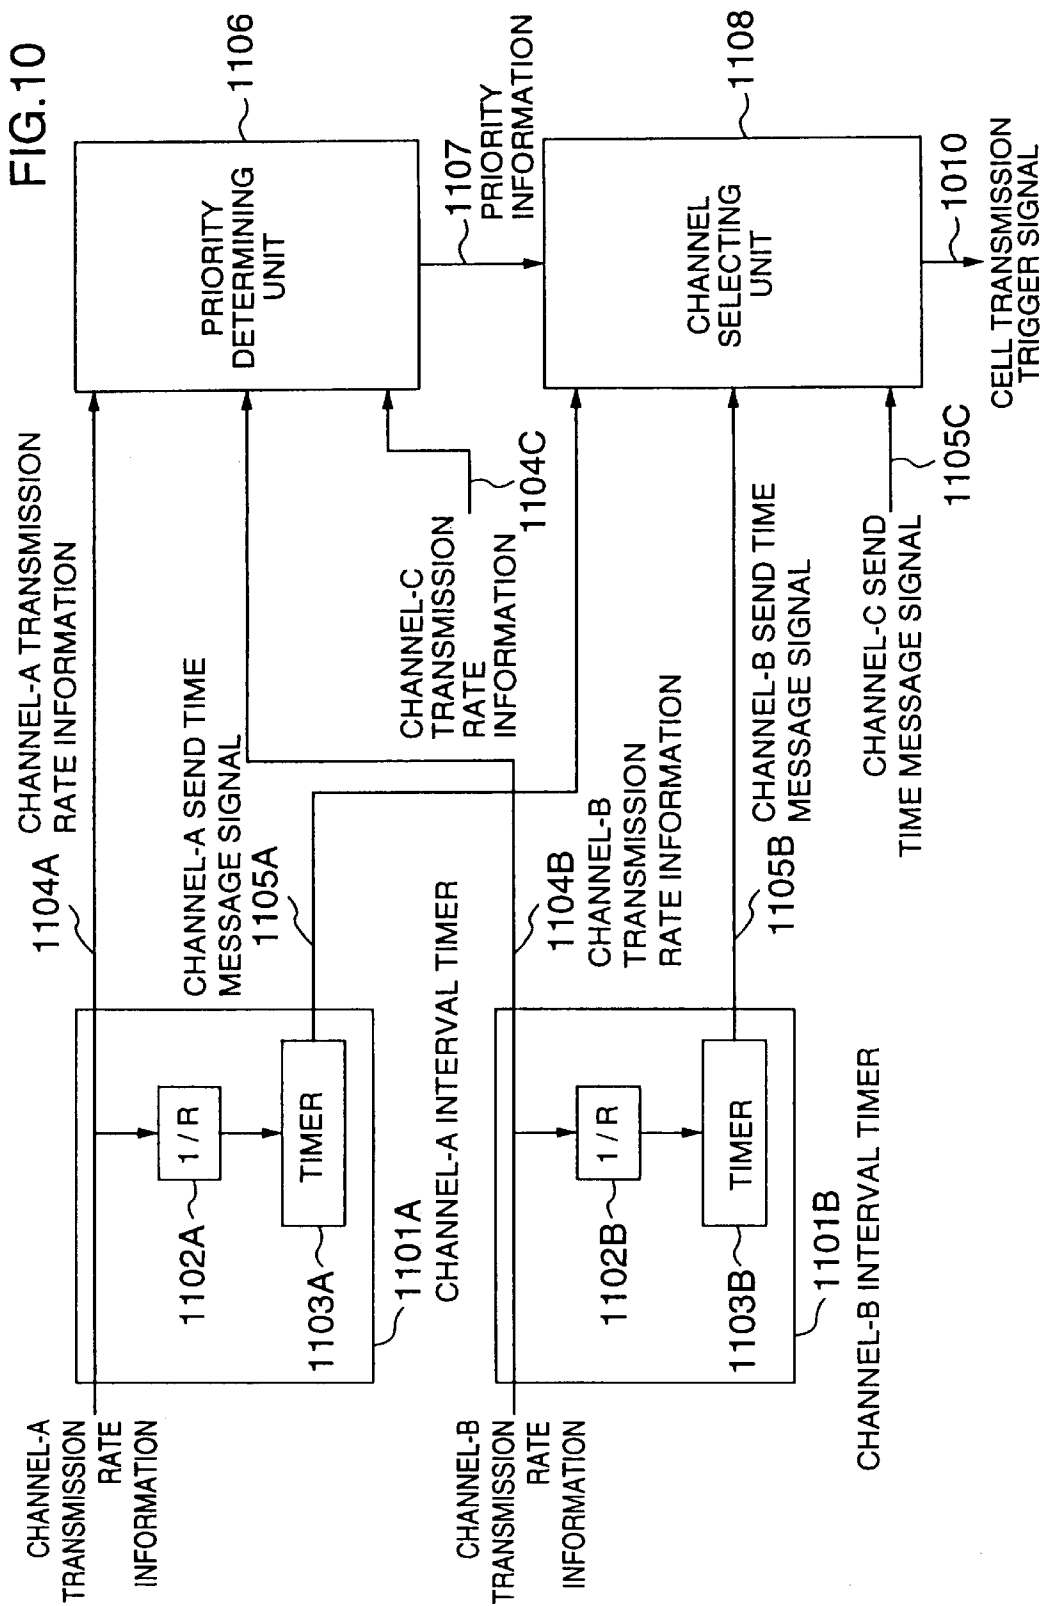 FIG.10
CHANNEL-A
TRANSMISSION
RATE
INFORMATION
1104A
CHANNEL-A TRANSMISSION
RATE INFORMATION
1102A
1/R
1103A
TIMER
1101A
CHANNEL-A INTERVAL TIMER
CHANNEL-A SEND TIME
MESSAGE SIGNAL
1105A
PRIORITY
DETERMINING
UNIT
1106
CHANNEL-C
TRANSMISSION
RATE
INFORMATION
1104C
1107
PRIORITY
INFORMATION
CHANNEL-B
TRANSMISSION
RATE
INFORMATION
1104B
CHANNEL-B
TRANSMISSION
RATE INFORMATION
1102B
1/R
1103B
TIMER
1101B
CHANNEL-B INTERVAL TIMER
1105B
CHANNEL-B SEND TIME
MESSAGE SIGNAL
CHANNEL
SELECTING
UNIT
1108
CHANNEL-C SEND
TIME MESSAGE SIGNAL
1105C
1010
CELL TRANSMISSION
TRIGGER SIGNAL